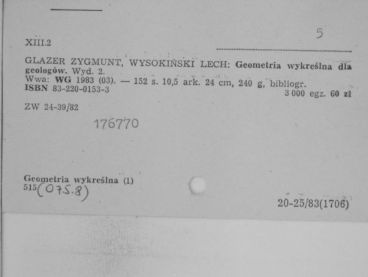 5
XIII.2
GLAZER ZYGMUNT, WYSOKIŃSKI LECH: Geometria wykreślna dla
geologów. Wyd. 2.
Wwa: WG 1983 (03). — 152 s. 10,5 ark. 24 cm, 240 g, bibliogr.
ISBN 83-220-0153-3 3 000 egz. 60 zł
ZW 24-39/82
176770
Geometria wykreślna (1)
515(075.8)
20-25/83(1706)